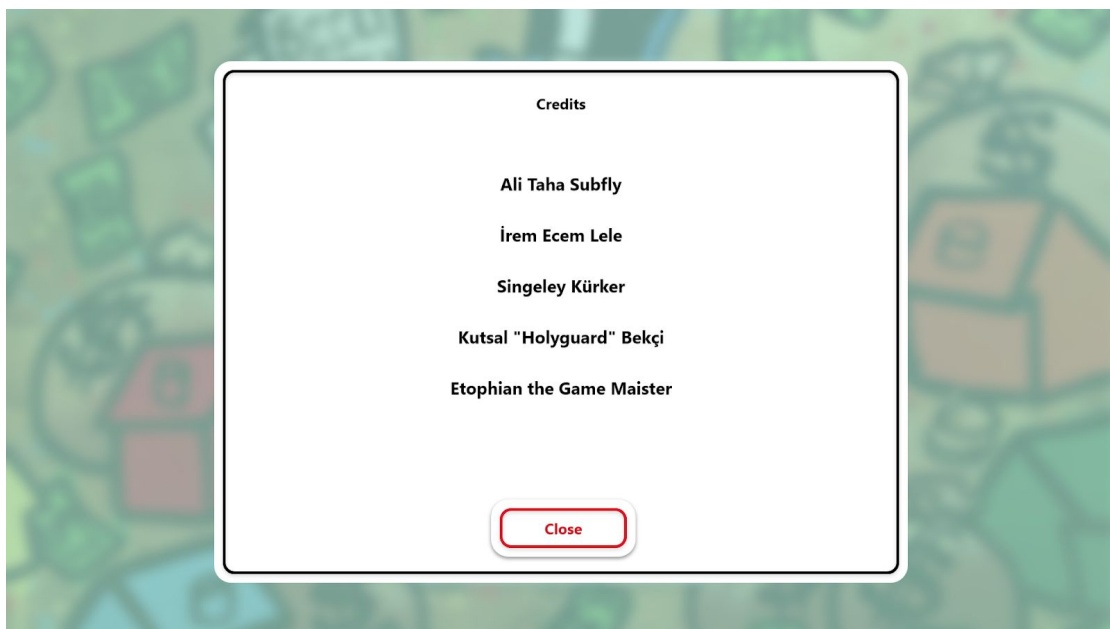 Credits
Ali Taha Subfly
İrem Ecem Lele
Singeley Kürker
Kutsal "Holyguard" Bekçi
Etophian the Game Maister
Close